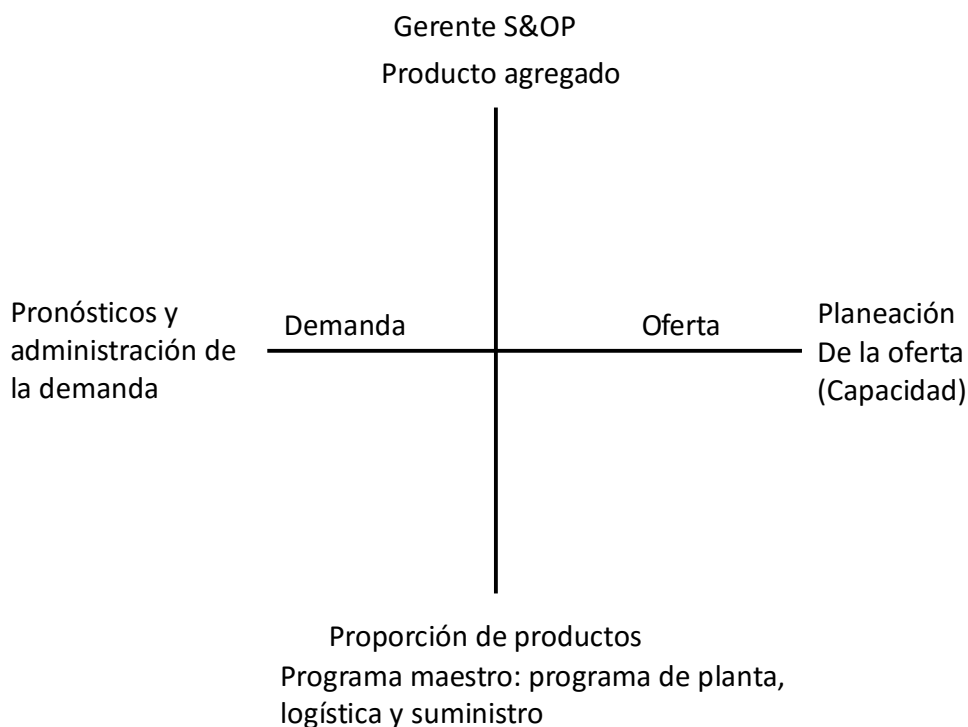 Gerente S&OP
Producto agregado
Pronósticos y
administración de
la demanda
Demanda
Oferta
Planeación
De la oferta
(Capacidad)
Proporción de productos
Programa maestro: programa de planta,
logística y suministro